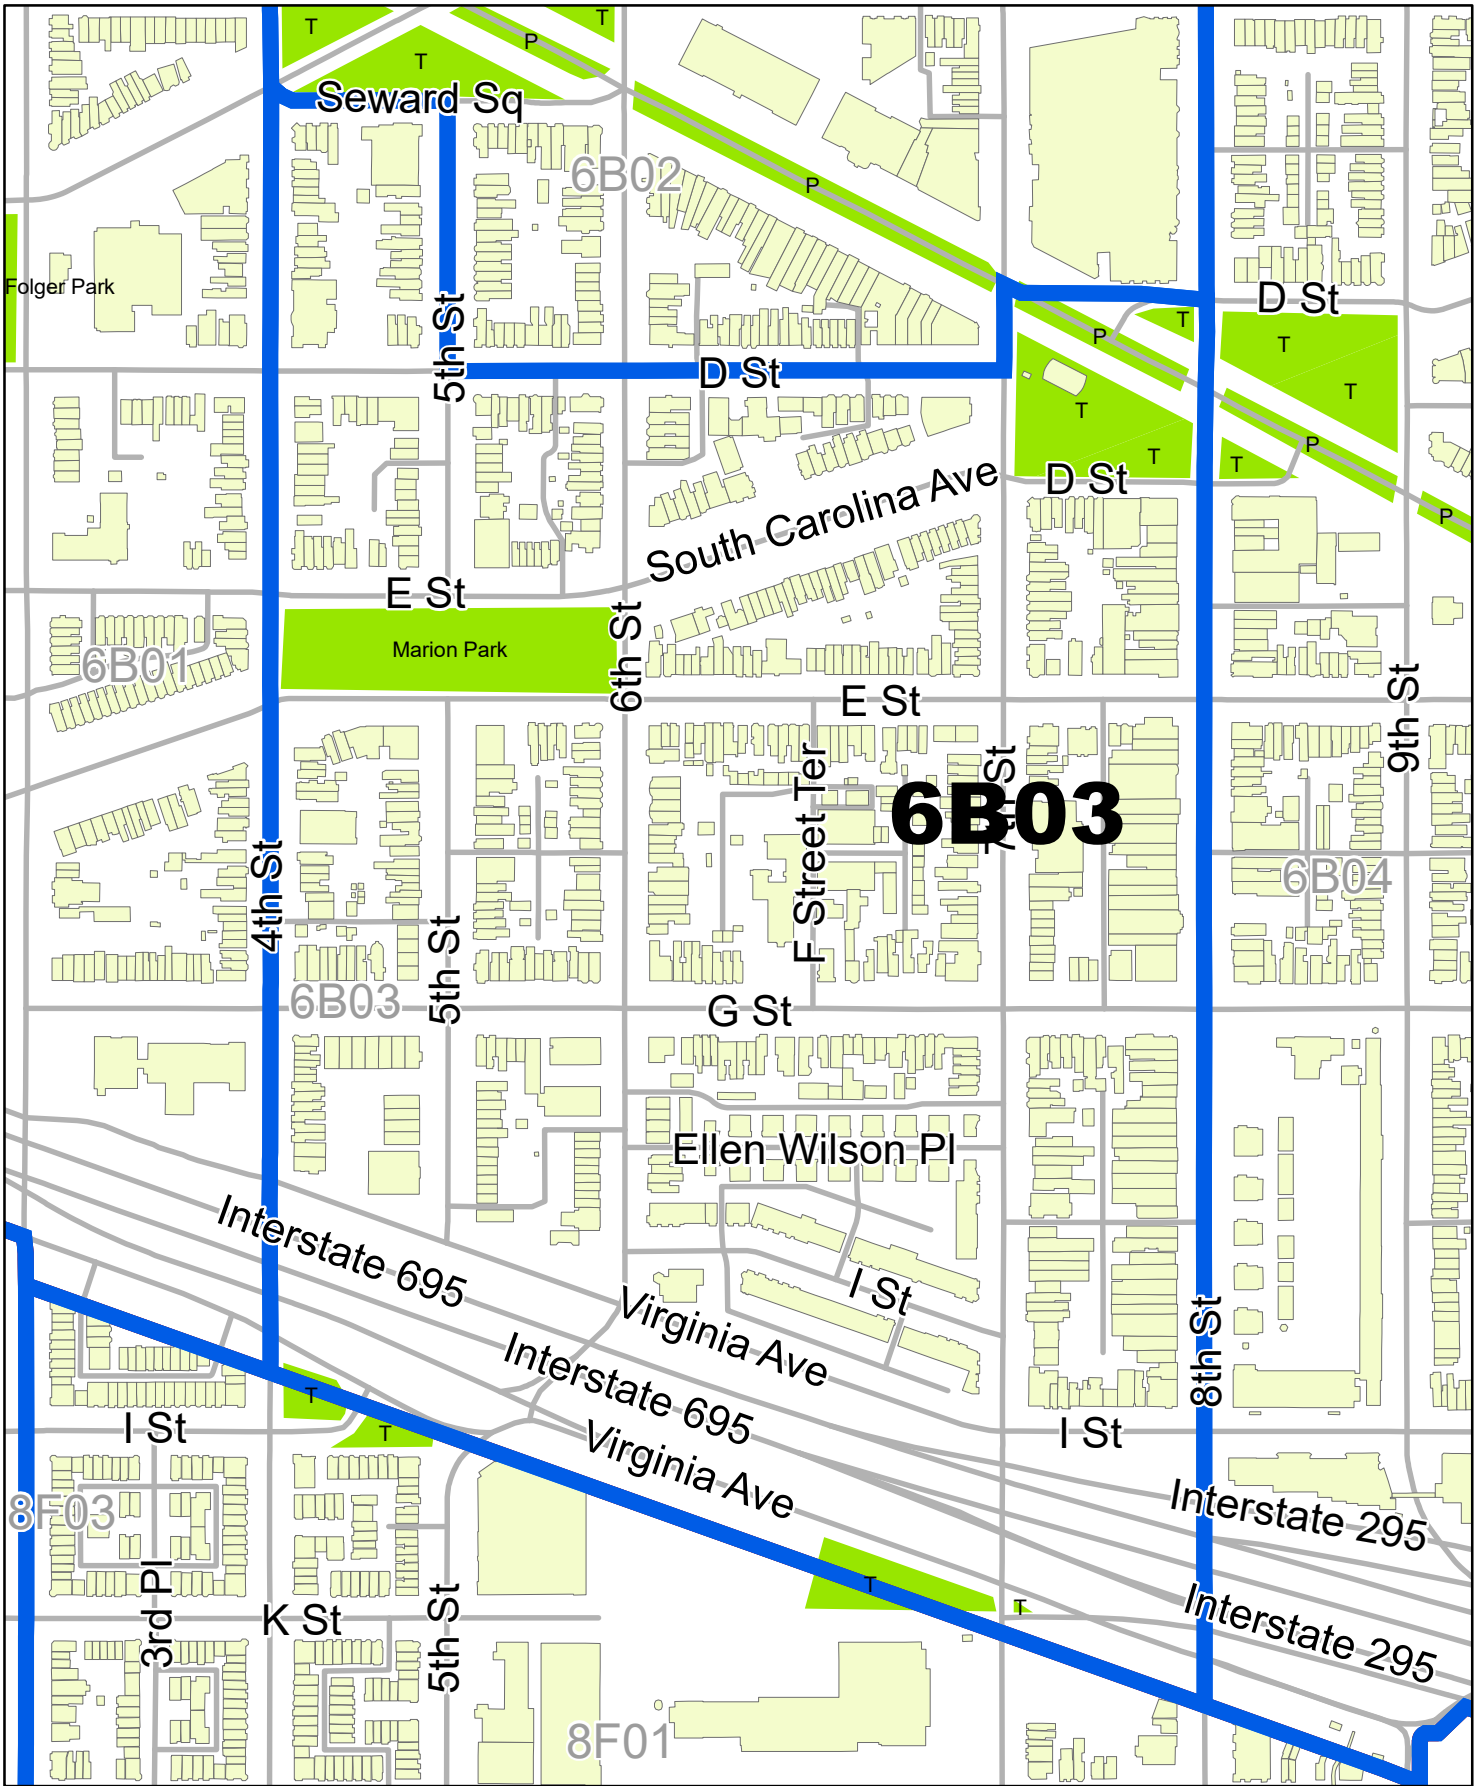 T
T
P
T
Seward Sq
6B02
P
Folger Park
D St
5th St
T
P
T
D St
T
T
P
T
T
South Carolina Ave
D St
P
E St
6th St
Marion Park
6B01
E St
9th St
F Street Ter
St
6B03
4th St
6B04
5th St
6B03
G St
Ellen Wilson Pl
Interstate 695
I St
Virginia Ave
8th St
Interstate 695
T
T
I St
I St
Virginia Ave
Interstate 295
8F03
3rd Pl
T
T
K St
5th St
Interstate 295
8F01